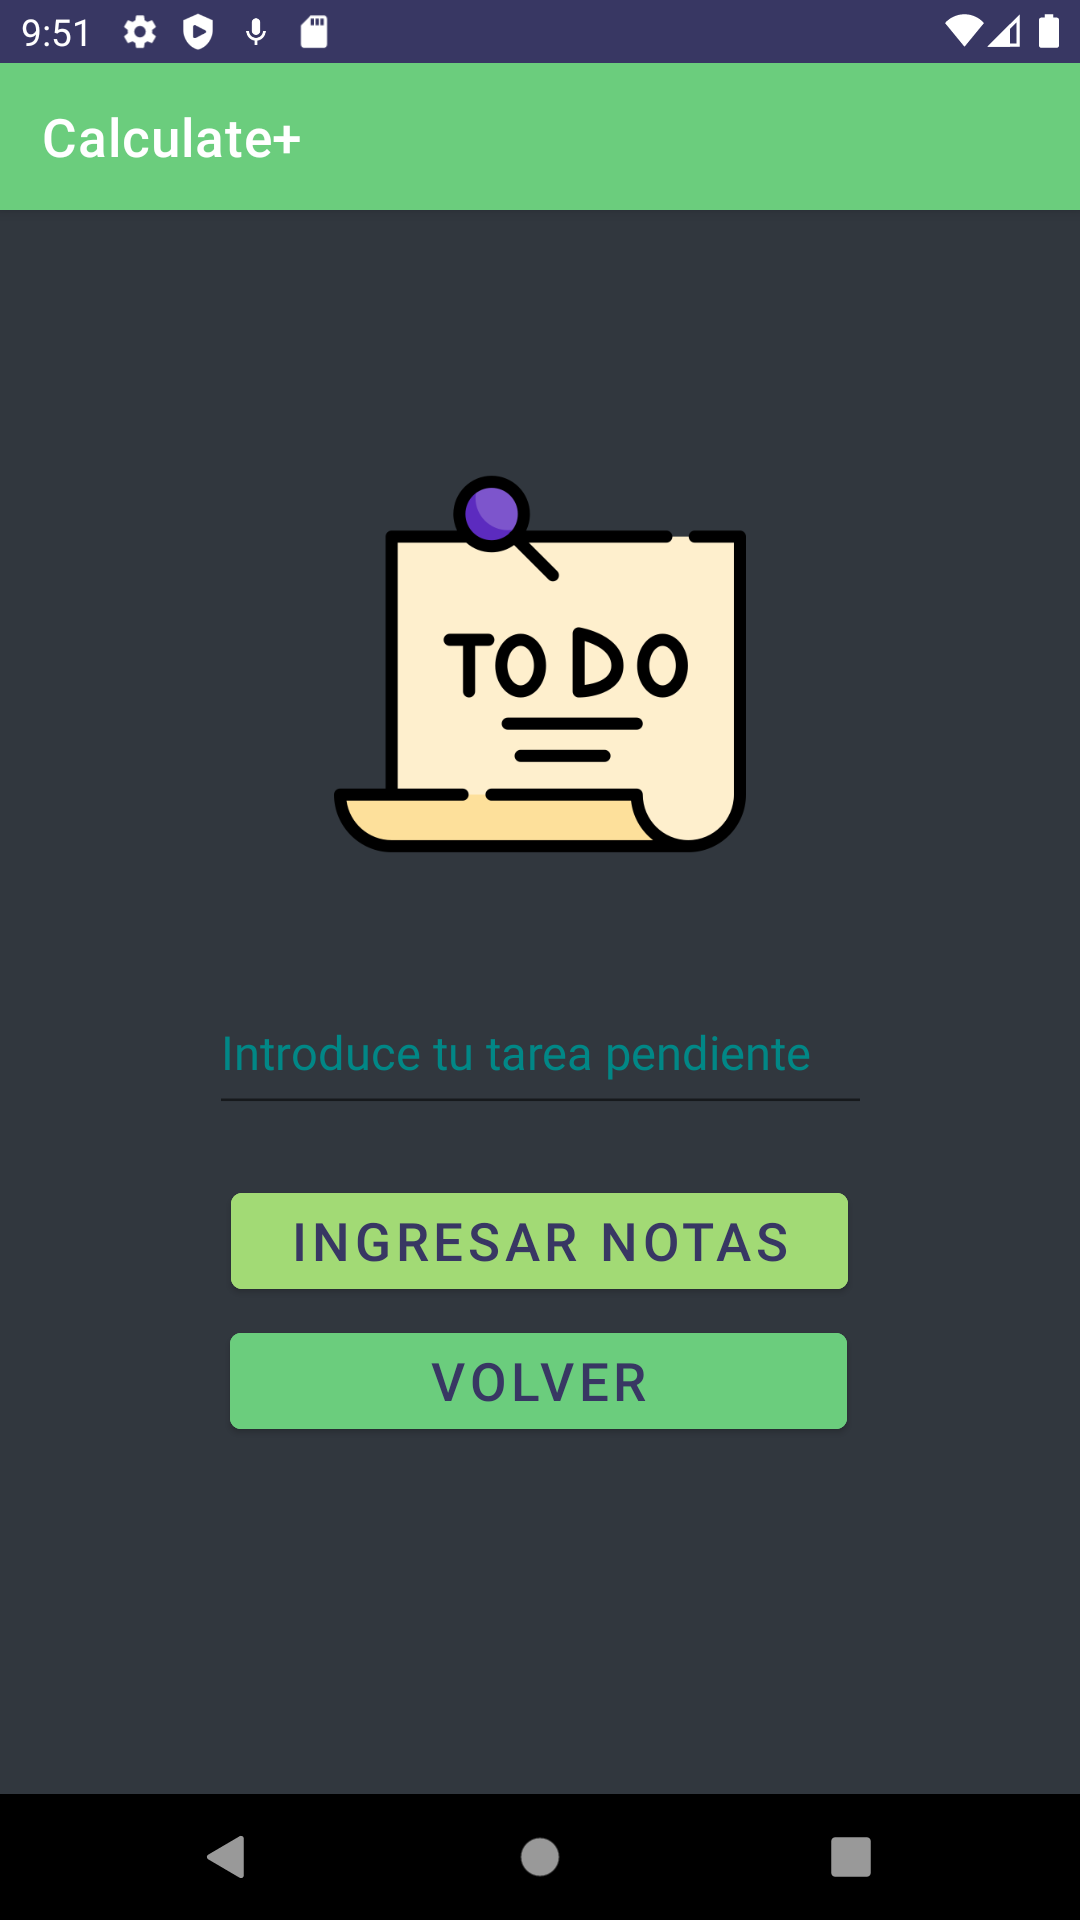 9:51
Calculate+
TO DO
Introduce tu tarea pendiente
INGRESAR NOTAS
VOLVER